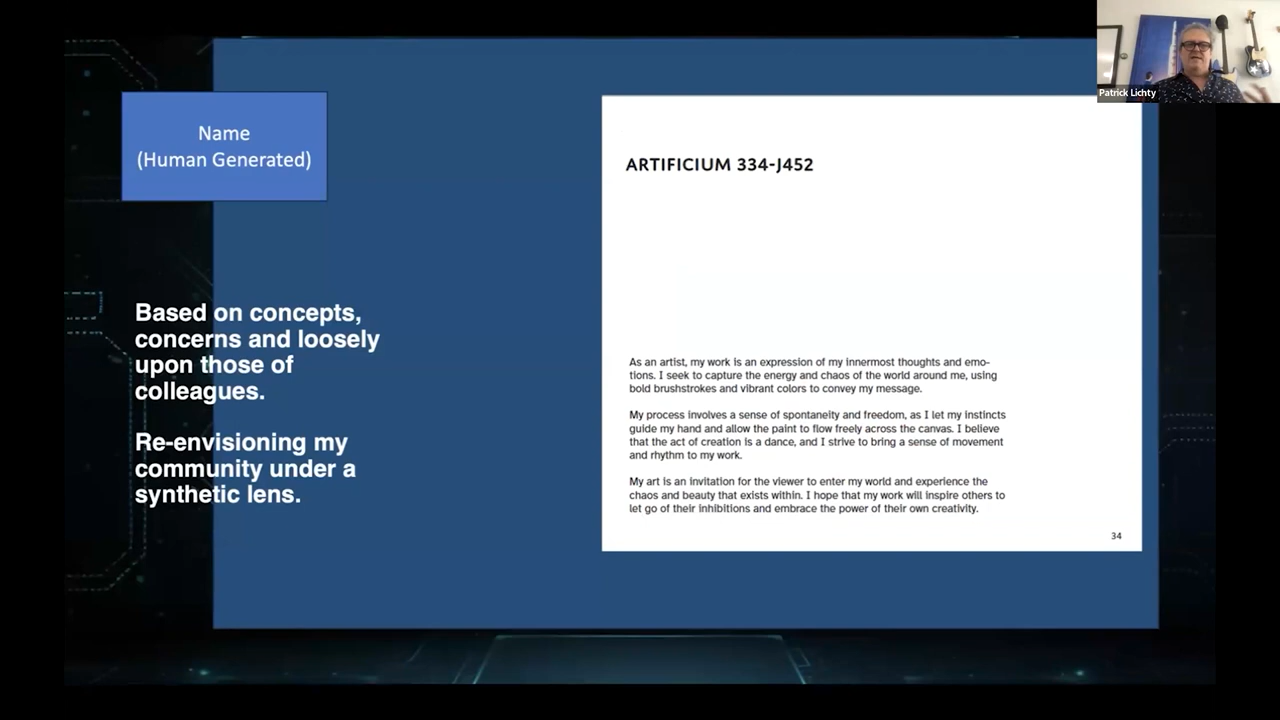 Patrick Lichty
Name
(Human Generated)
ARTIFICIUM 334-J452
Based on concepts,
concerns and loosely
upon those of
colleagues.
Re-envisioning my
community under a
synthetic lens.
As an artist, my work is an expression of my innermost thoughts and emo-
tions. I seek to capture the energy and chaos of the world around me, using
bold brushstrokes and vibrant colors to convey my message.
My process involves a sense of spontaneity and freedom, as I let my instincts
guide my hand and allow the paint to flow freely across the canvas. I believe
that the act of creation is a dance, and I strive to bring a sense of movement
and rhythm to my work.
My art is an invitation for the viewer to enter my world and experience the
chaos and beauty that exists within. I hope that my work will inspire others to
let go of their inhibitions and embrace the power of their own creativity.
34